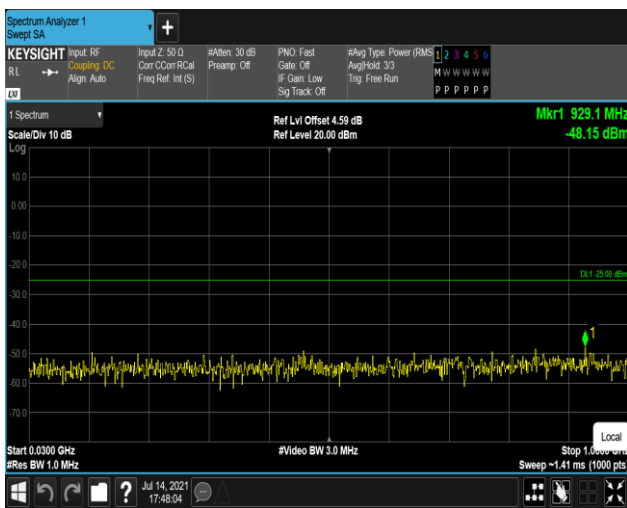 Spectrum Analyzer 1
Swept SA
+
KEYSIGHT Input: RF Input Z: 50 Ω #Atten: 30 dB PNO: Fast #Avg Type: Power (RMS 1 2 3 4 5 6
RL Coupling: DC Corr CCorr RCal Preamp: Off Gate: Off Avg|Hold: 3/3 M W W W W W
Align: Auto Freq Ref: Int (S) IF Gain: Low Trig: Free Run
Sig Track: Off P P P P P P
LXI
1 Spectrum Ref Lvl Offset 4.59 dB Mkr1 929.1 MHz
Scale/Div 10 dB Ref Level 20.00 dBm -48.15 dBm
Log
10.0
0.00
-10.0
-20.0
DL1 -25.00 dBm
-30.0
-40.0
1
-50.0
-60.0
-70.0
Local
Start 0.0300 GHz #Video BW 3.0 MHz Stop 1.0000 GHz
#Res BW 1.0 MHz Sweep ~1.41 ms (1000 pts)
? Jul 14, 2021
17:48:04